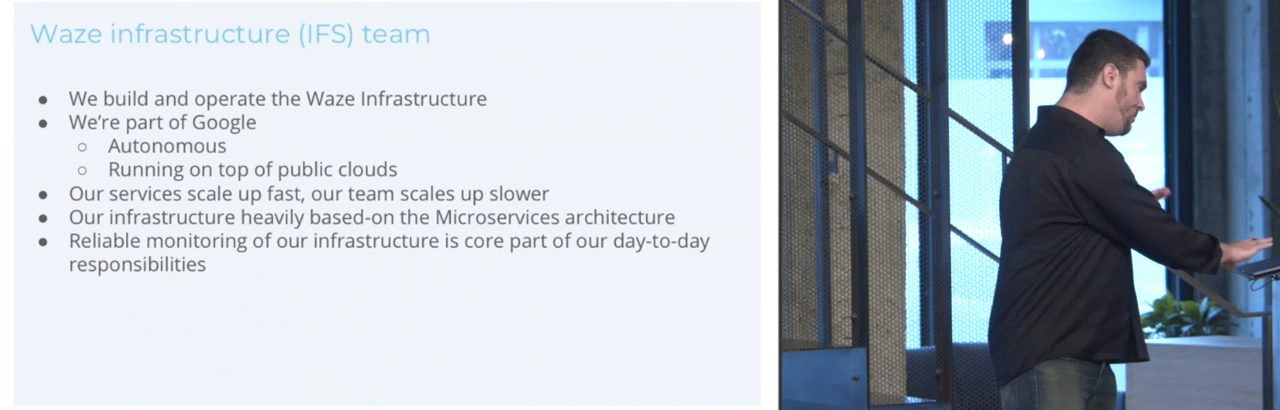 Waze infrastructure (IFS) team
● We build and operate the Waze Infrastructure
● We’re part of Google
○ Autonomous
○ Running on top of public clouds
● Our services scale up fast, our team scales up slower
● Our infrastructure heavily based-on the Microservices architecture
● Reliable monitoring of our infrastructure is core part of our day-to-day
responsibilities